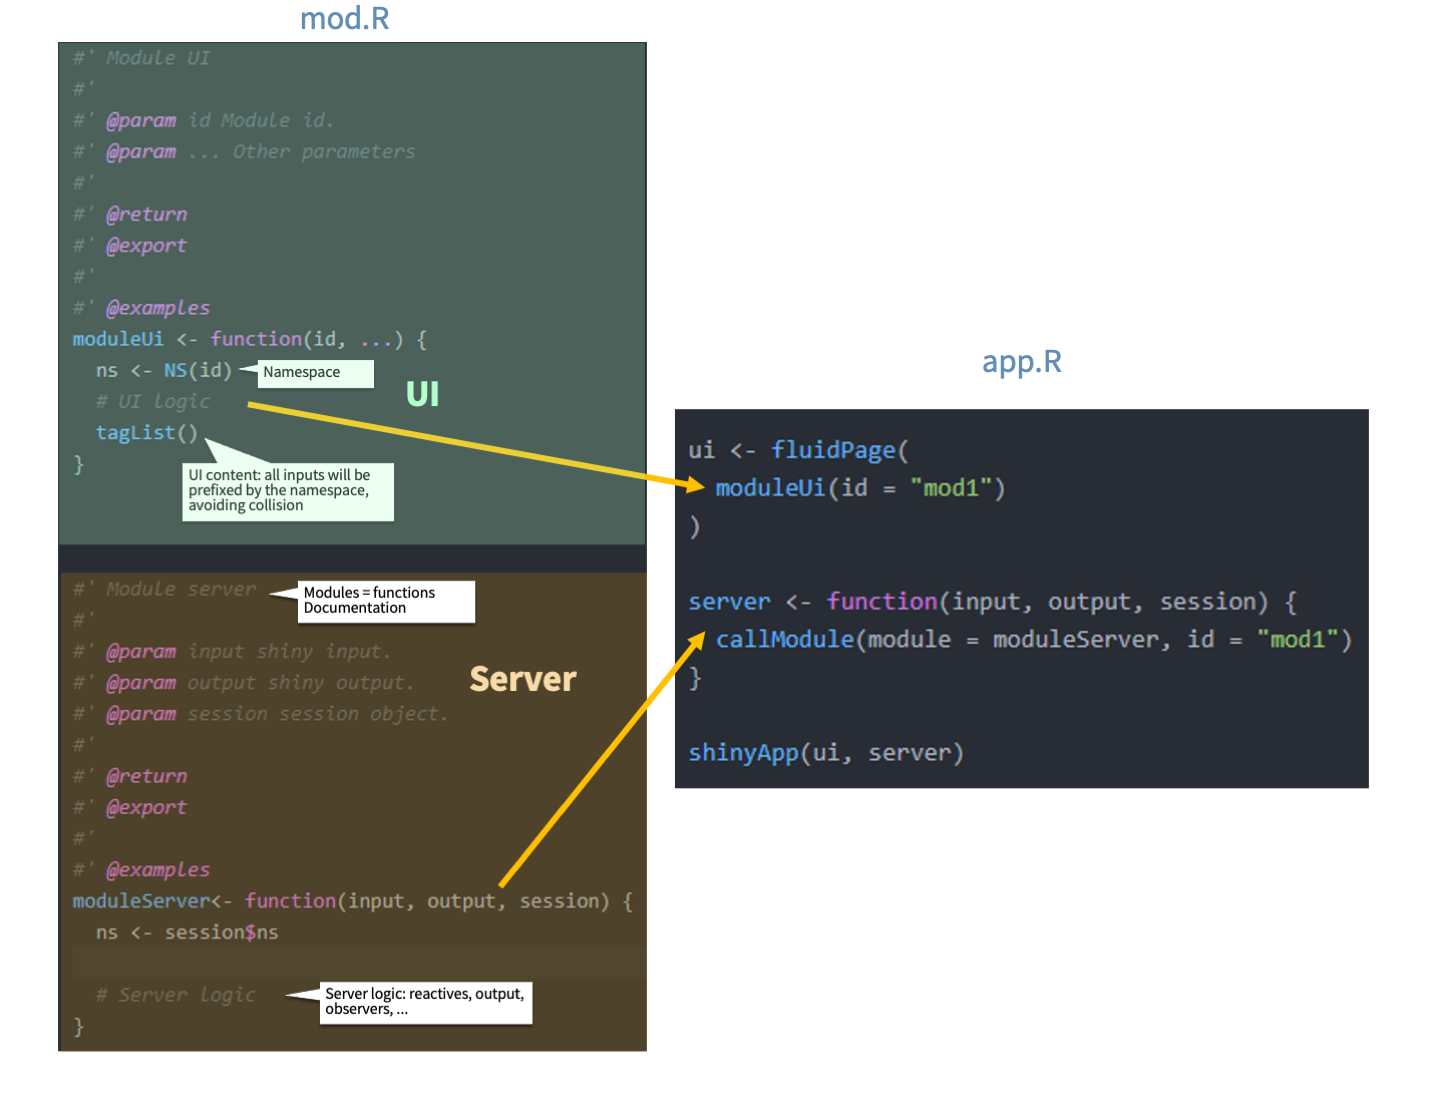 mod.R
#' Module UI
#'
#' @param id Module id.
#' @param ... Other parameters
#'
#' @return
#' @export
#'
#' @examples
moduleUi <- function(id, ...) {
  ns <- NS(id)
Namespace
UI
  # UI logic
  tagList()
}
UI content: all inputs will be
prefixed by the namespace,
avoiding collision
#' Module server
Modules = functions
Documentation
#'
#' @param input shiny input.
#' @param output shiny output.
#' @param session session object.
Server
#'
#' @return
#' @export
#'
#' @examples
moduleServer<- function(input, output, session) {
  ns <- session$ns
  # Server logic
Server logic: reactives, output,
observers, ...
}
app.R
ui <- fluidPage(
  moduleUi(id = "mod1")
)
server <- function(input, output, session) {
  callModule(module = moduleServer, id = "mod1")
}
shinyApp(ui, server)